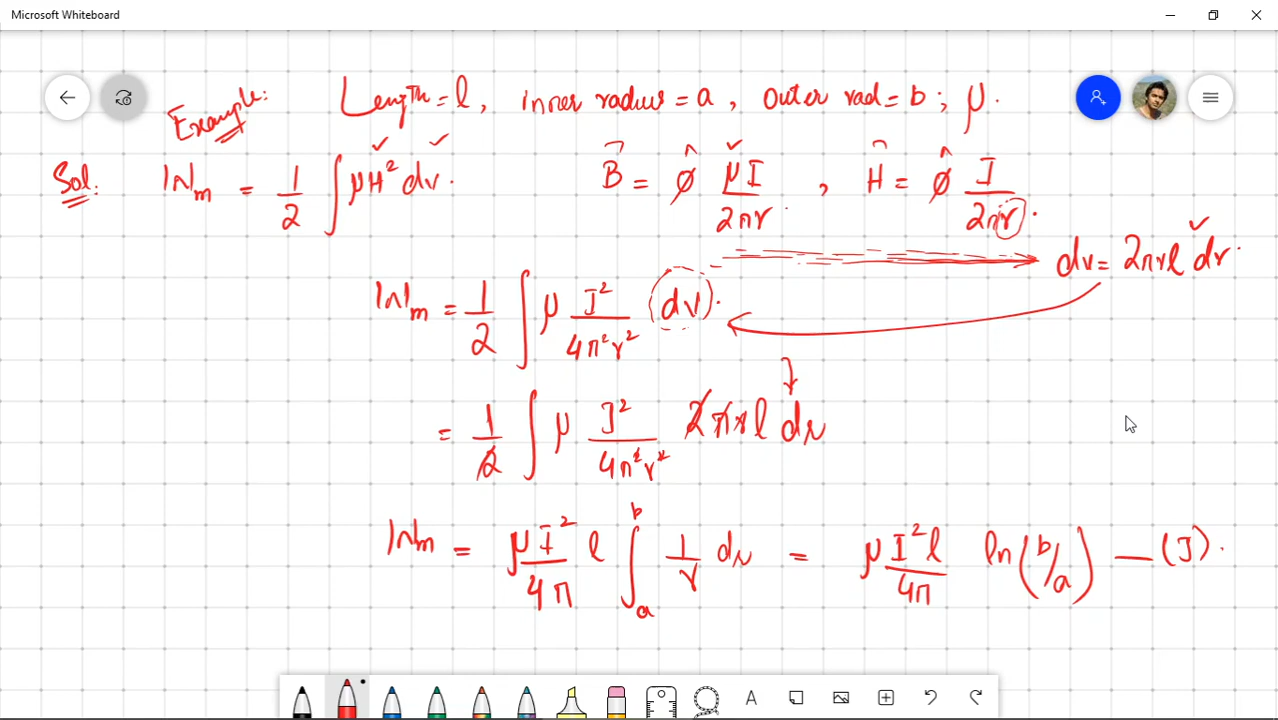 Microsoft Whiteboard
Example: Length = l, inner radius = a, outer rad = b ; μ.
Sol. Wm = 1/2 ∫ μH² dv. B⃗ = φ̂ μI/2πr , H⃗ = φ̂ I/2πr.
dv = 2πrl dr.
Wm = 1/2 ∫ μ I²/4π²r² dv.
= 1/2 ∫ μ I²/4π²r² 2πrl dr
Wm = μI²/4π l ∫ₐᵇ 1/r dr = μI²l/4π ln(b/a) — (J).
A